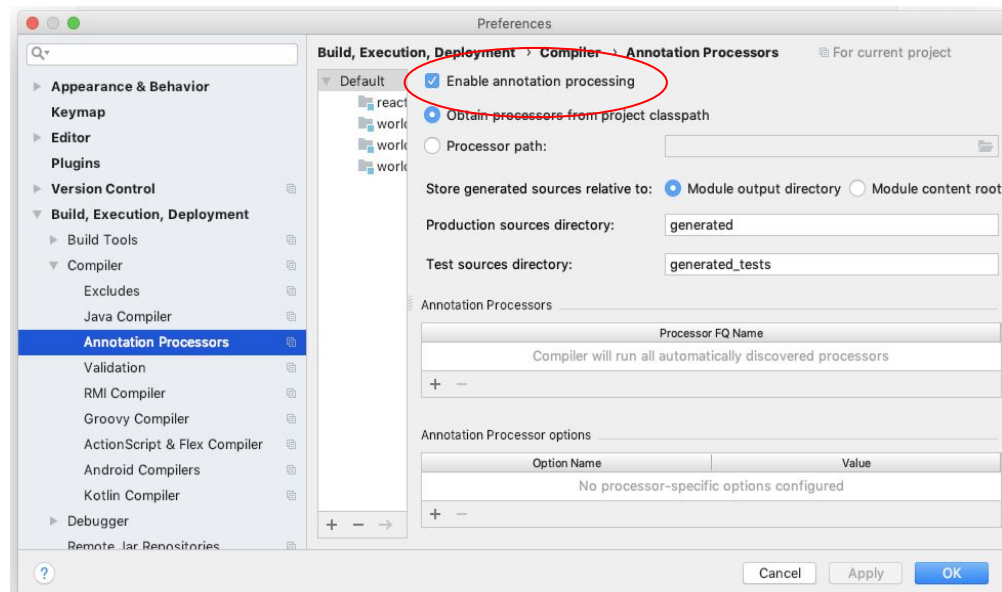 Preferences
Build, Execution, Deployment › Compiler › Annotation Processors
For current project
Appearance & Behavior
Keymap
Editor
Plugins
Version Control
Build, Execution, Deployment
Build Tools
Compiler
Excludes
Java Compiler
Annotation Processors
Validation
RMI Compiler
Groovy Compiler
ActionScript & Flex Compiler
Android Compilers
Kotlin Compiler
Debugger
Remote Jar Repositories
Default
react
world
world
world
Enable annotation processing
Obtain processors from project classpath
Processor path:
Store generated sources relative to: Module output directory Module content root
Production sources directory: generated
Test sources directory: generated_tests
Annotation Processors
Processor FQ Name
Compiler will run all automatically discovered processors
+ −
Annotation Processor options
Option Name Value
No processor-specific options configured
+ −
+ − →
? Cancel Apply OK